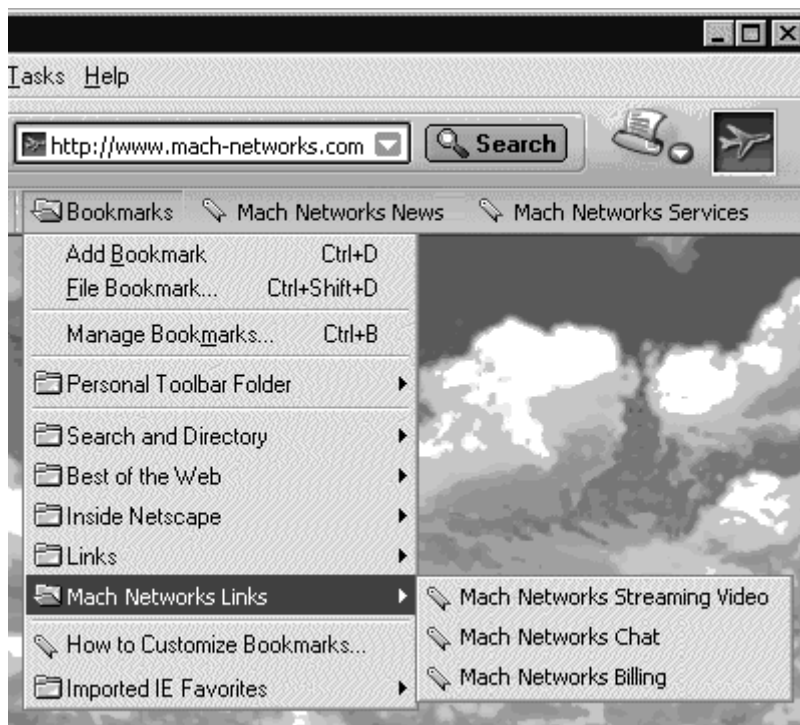 Tasks Help
http://www.mach-networks.com Search
Bookmarks Mach Networks News Mach Networks Services
Add Bookmark Ctrl+D
File Bookmark... Ctrl+Shift+D
Manage Bookmarks... Ctrl+B
Personal Toolbar Folder
Search and Directory
Best of the Web
Inside Netscape
Links
Mach Networks Links
Mach Networks Streaming Video
Mach Networks Chat
Mach Networks Billing
How to Customize Bookmarks...
Imported IE Favorites